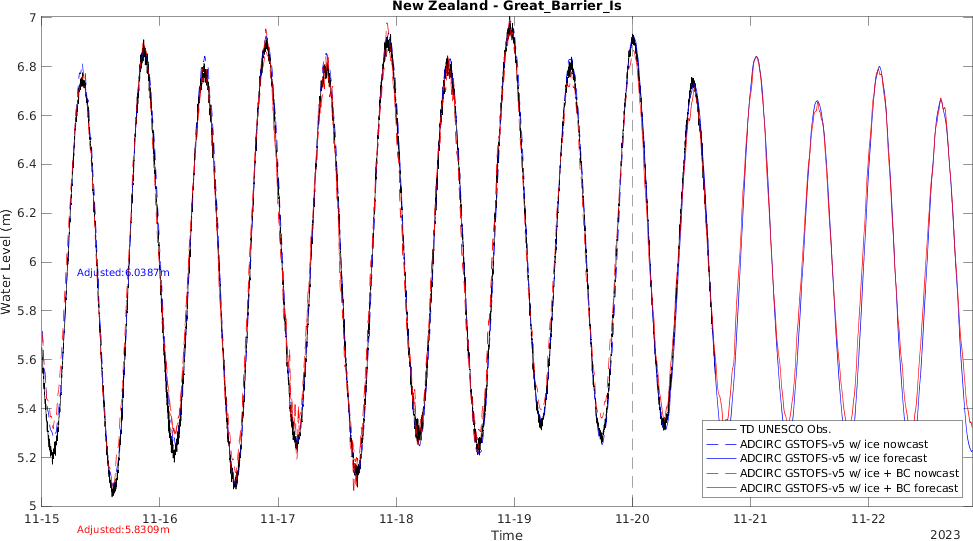 New Zealand - Great_Barrier_Is
7
6.8
6.6
6.4
6.2
6
5.8
5.6
5.4
5.2
5
Water Level (m)
Adjusted:6.0387m
TD UNESCO Obs.
ADCIRC GSTOFS-v5 w/ ice nowcast
ADCIRC GSTOFS-v5 w/ ice forecast
ADCIRC GSTOFS-v5 w/ ice + BC nowcast
ADCIRC GSTOFS-v5 w/ ice + BC forecast
11-15 11-16 11-17 11-18 11-19 11-20 11-21 11-22
Adjusted:5.8309m
Time
2023